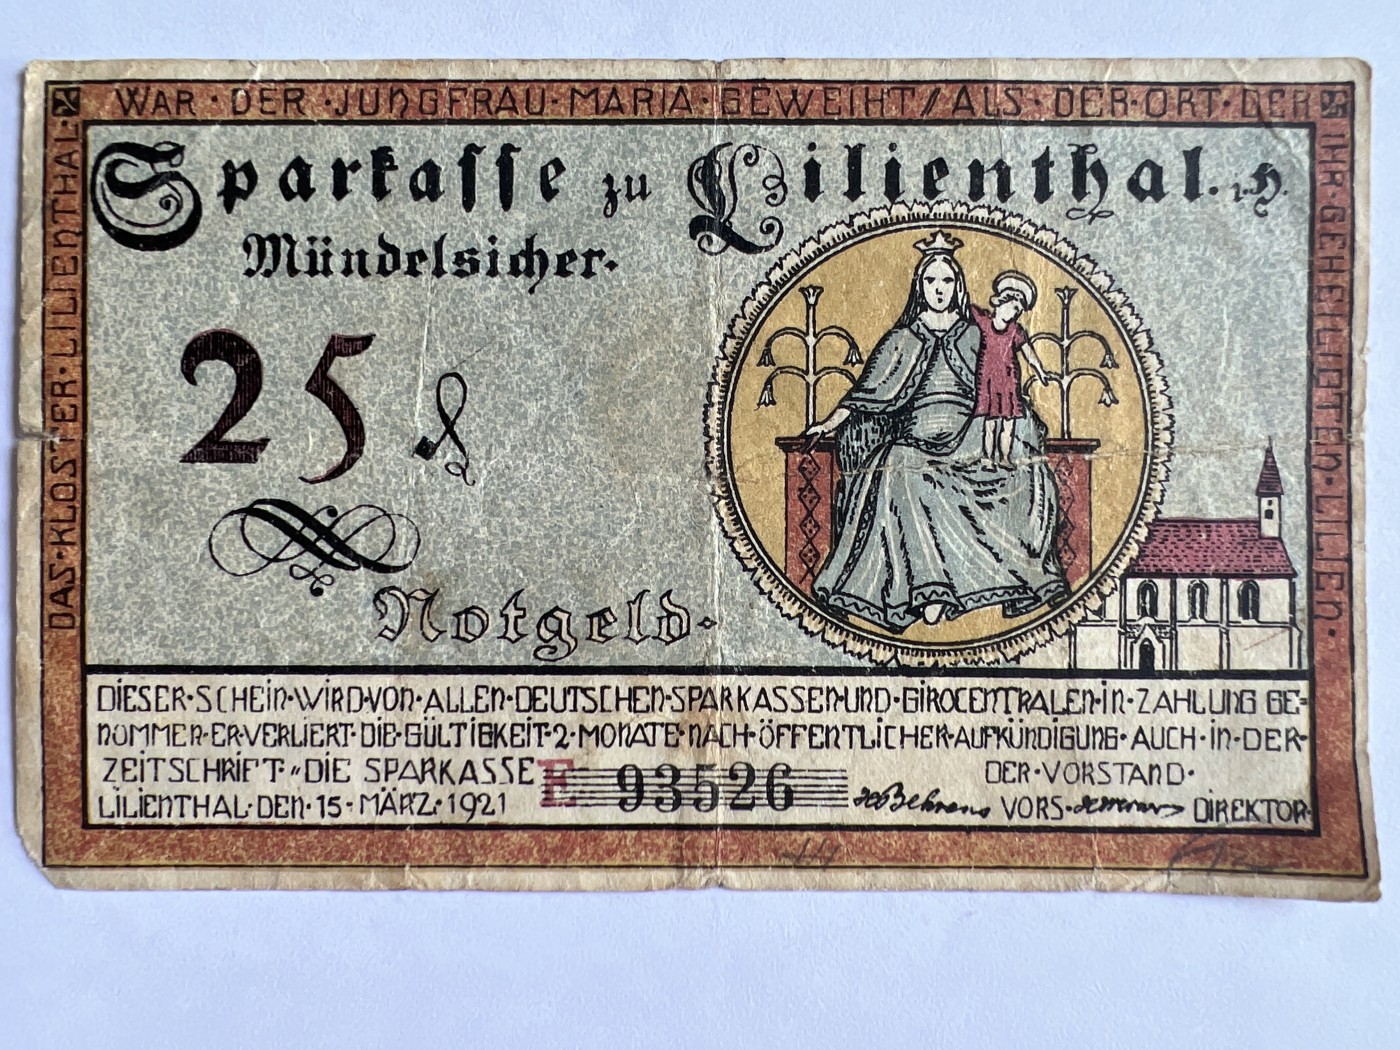 DAS·KLOSTER·LILIENTHAL·
WAR·DER·JUNGFRAU·MARIA·GEWEIHT//ALS·DER·ORT·DER
IHR·GEHEILIGTEN·LILIEN·
Sparkasse zu Lilienthal. i. H.
Mündelsicher.
25 ₰
Notgeld.
DIESER·SCHEIN·WIRD·VON·ALLEN·DEUTSCHEN·SPARKASSEN·UND·GIROCENTRALEN·IN·ZAHLUNG GE=
NOMMEN·ER·VERLIERT·DIE·GÜLTIGKEIT·2·MONATE·NACH·ÖFFENTLICHER·AUFKÜNDIGUNG·AUCH·IN·DER·
ZEITSCHRIFT·"DIE SPARKASSE E 93526 DER·VORSTAND·
LILIENTHAL·DEN·15·MÄRZ·1921 Behrens VORS· DIREKTOR·